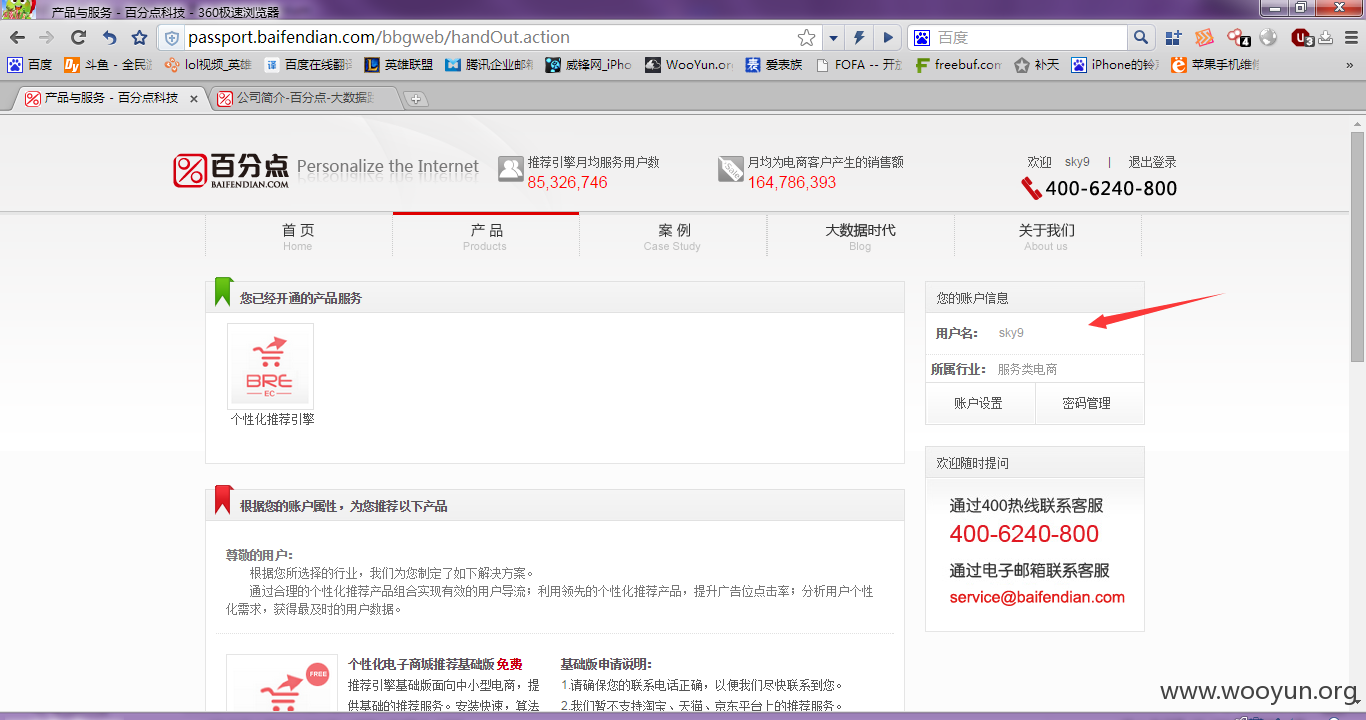 产品与服务 - 百分点科技 - 360极速浏览器
passport.baifendian.com/bbgweb/handOut.action
百度
百度 斗鱼 - 全民 lol视频_英雄 百度在线翻译 英雄联盟 腾讯企业邮 威锋网_iPho WooYun.or 爱表族 FOFA -- 开 freebuf.com 补天 iPhone的铃 苹果手机维 »
产品与服务 - 百分点科技 × 公司简介-百分点-大数据
百分点 BAIFENDIAN.COM
Personalize the Internet
推荐引擎月均服务用户数
85,326,746
月均为电商客户产生的销售额
164,786,393
欢迎 sky9 | 退出登录
400-6240-800
首 页 产 品 案 例 大数据时代 关于我们
Home Products Case Study Blog About us
您已经开通的产品服务
BRE
EC
个性化推荐引擎
您的账户信息
用户名： sky9
所属行业： 服务类电商
账户设置 密码管理
根据您的账户属性，为您推荐以下产品
尊敬的用户：
根据您所选择的行业，我们为您制定了如下解决方案。
通过合理的个性化推荐产品组合实现有效的用户导流；利用领先的个性化推荐产品，提升广告位点击率；分析用户个性
化需求，获得最及时的用户数据。
欢迎随时提问
通过400热线联系客服
400-6240-800
通过电子邮箱联系客服
service@baifendian.com
FREE
个性化电子商城推荐基础版 免费
推荐引擎基础版面向中小型电商，提
供基础的推荐服务。安装快速，算法
基础版申请说明：
1.请确保您的联系电话正确，以便我们尽快联系到您。
2.我们暂不支持淘宝、天猫、京东平台上的推荐服务。
www.wooyun.org